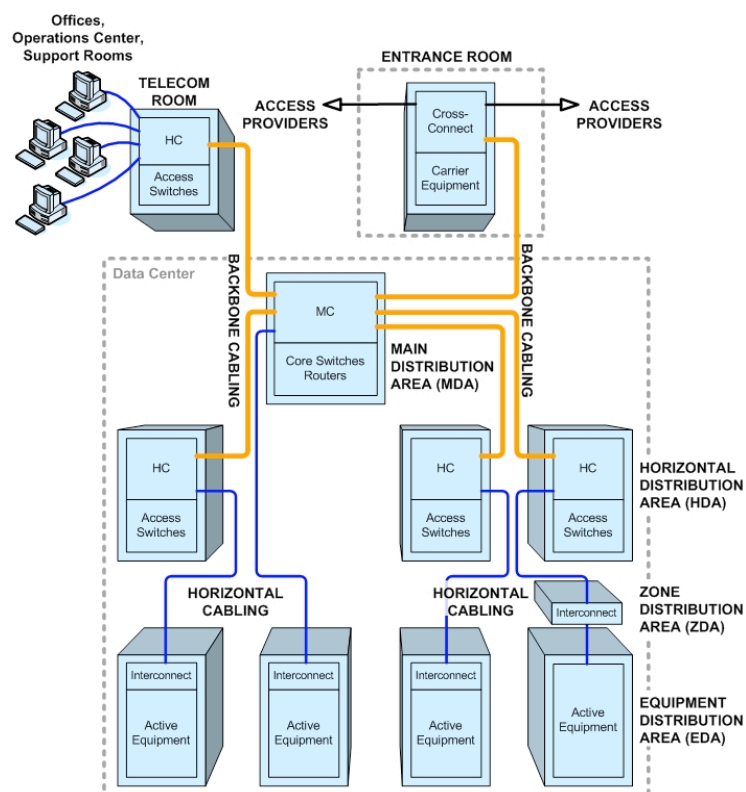 Offices,
Operations Center,
Support Rooms
TELECOM
ROOM
HC
Access
Switches
ENTRANCE ROOM
ACCESS
PROVIDERS
Cross-
Connect
Carrier
Equipment
ACCESS
PROVIDERS
Data Center
BACKBONE CABLING
MC
Core Switches
Routers
MAIN
DISTRIBUTION
AREA (MDA)
BACKBONE CABLING
HC
Access
Switches
HC
Access
Switches
HC
Access
Switches
HORIZONTAL
DISTRIBUTION
AREA (HDA)
HORIZONTAL
CABLING
HORIZONTAL
CABLING
Interconnect
ZONE
DISTRIBUTION
AREA (ZDA)
Interconnect
Active
Equipment
Interconnect
Active
Equipment
Interconnect
Active
Equipment
Active
Equipment
EQUIPMENT
DISTRIBUTION
AREA (EDA)